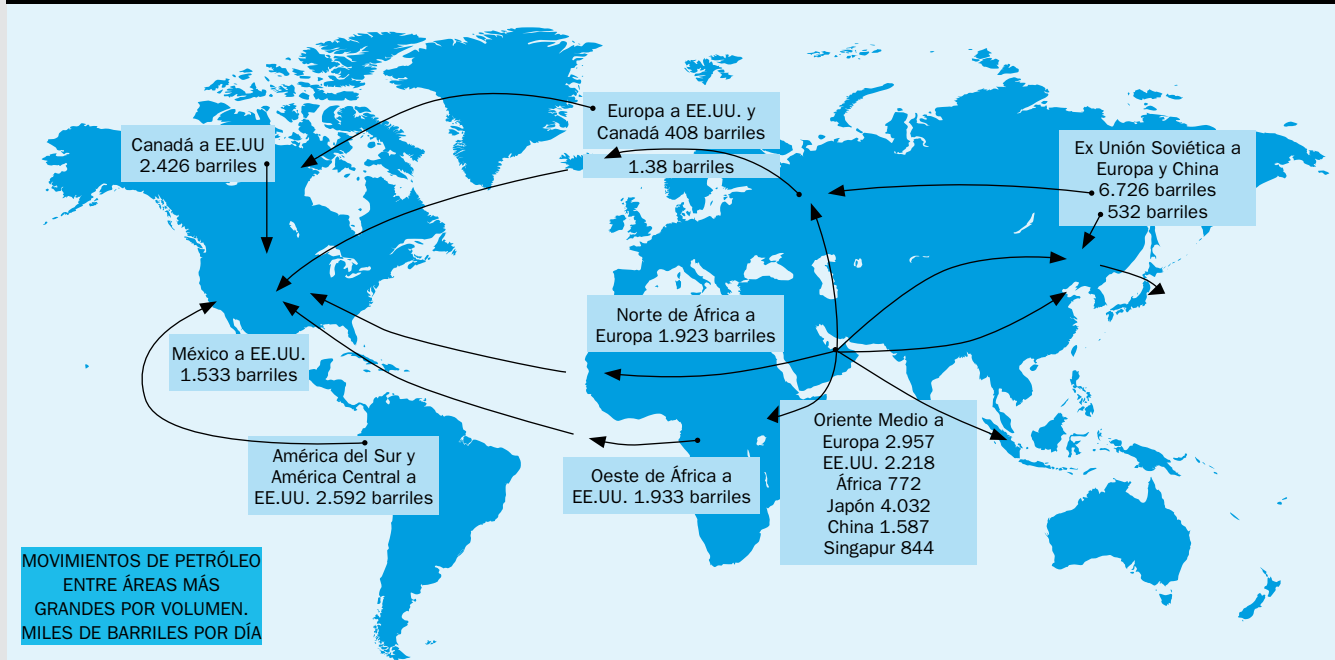 Europa a EE.UU. y
Canadá 408 barriles
1.38 barriles
Canadá a EE.UU
2.426 barriles
Ex Unión Soviética a
Europa y China
6.726 barriles
532 barriles
Norte de África a
Europa 1.923 barriles
México a EE.UU.
1.533 barriles
América del Sur y
América Central a
EE.UU. 2.592 barriles
Oeste de África a
EE.UU. 1.933 barriles
Oriente Medio a
Europa 2.957
EE.UU. 2.218
África 772
Japón 4.032
China 1.587
Singapur 844
MOVIMIENTOS DE PETRÓLEO
ENTRE ÁREAS MÁS
GRANDES POR VOLUMEN.
MILES DE BARRILES POR DÍA